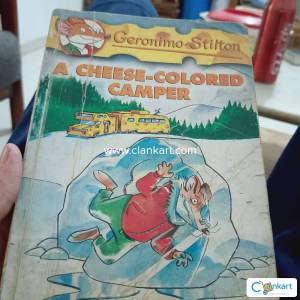 Geronimo Stilton
A CHEESE-COLORED
CAMPER
www.clankart.com
Clankart